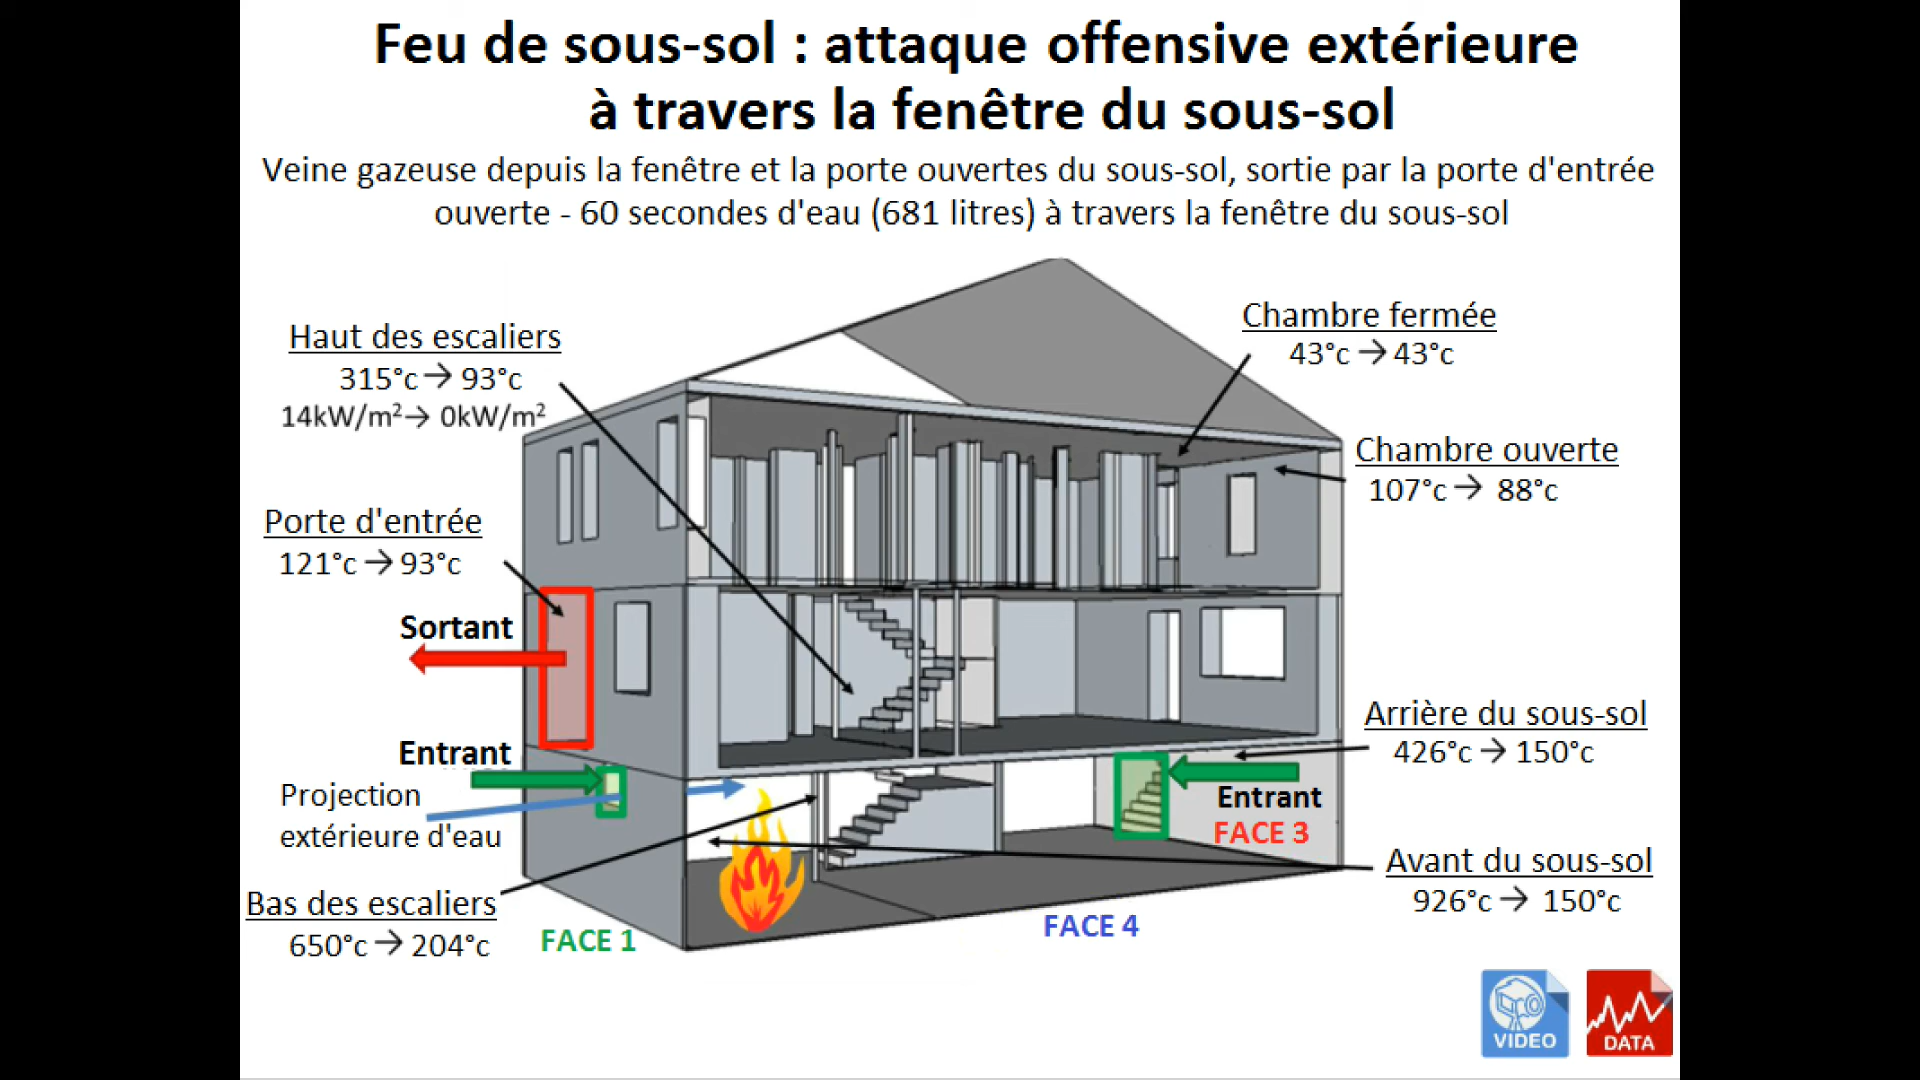 Feu de sous-sol : attaque offensive extérieure
à travers la fenêtre du sous-sol
Veine gazeuse depuis la fenêtre et la porte ouvertes du sous-sol, sortie par la porte d'entrée
ouverte - 60 secondes d'eau (681 litres) à travers la fenêtre du sous-sol
Haut des escaliers
315°c → 93°c
14kW/m² → 0kW/m²
Chambre fermée
43°c → 43°c
Chambre ouverte
107°c → 88°c
Porte d'entrée
121°c → 93°c
Sortant
Entrant
Projection
extérieure d'eau
Bas des escaliers
650°c → 204°c
FACE 1
Arrière du sous-sol
426°c → 150°c
Entrant
FACE 3
Avant du sous-sol
926°c → 150°c
FACE 4
VIDEO
DATA